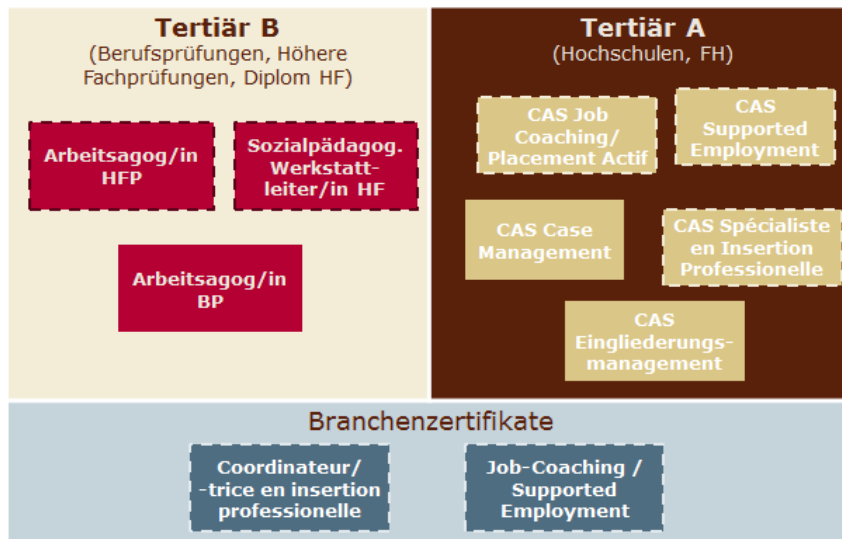 Tertiär B
(Berufsprüfungen, Höhere
Fachprüfungen, Diplom HF)
Arbeitsagog/in
HFP
Sozialpädagog.
Werkstatt-
leiter/in HF
Arbeitsagog/in
BP
Tertiär A
(Hochschulen, FH)
CAS Job
Coaching/
Placement Actif
CAS
Supported
Employment
CAS Case
Management
CAS Spécialiste
en Insertion
Professionelle
CAS
Eingliederungs-
management
Branchenzertifikate
Coordinateur/
-trice en insertion
professionelle
Job-Coaching /
Supported
Employment